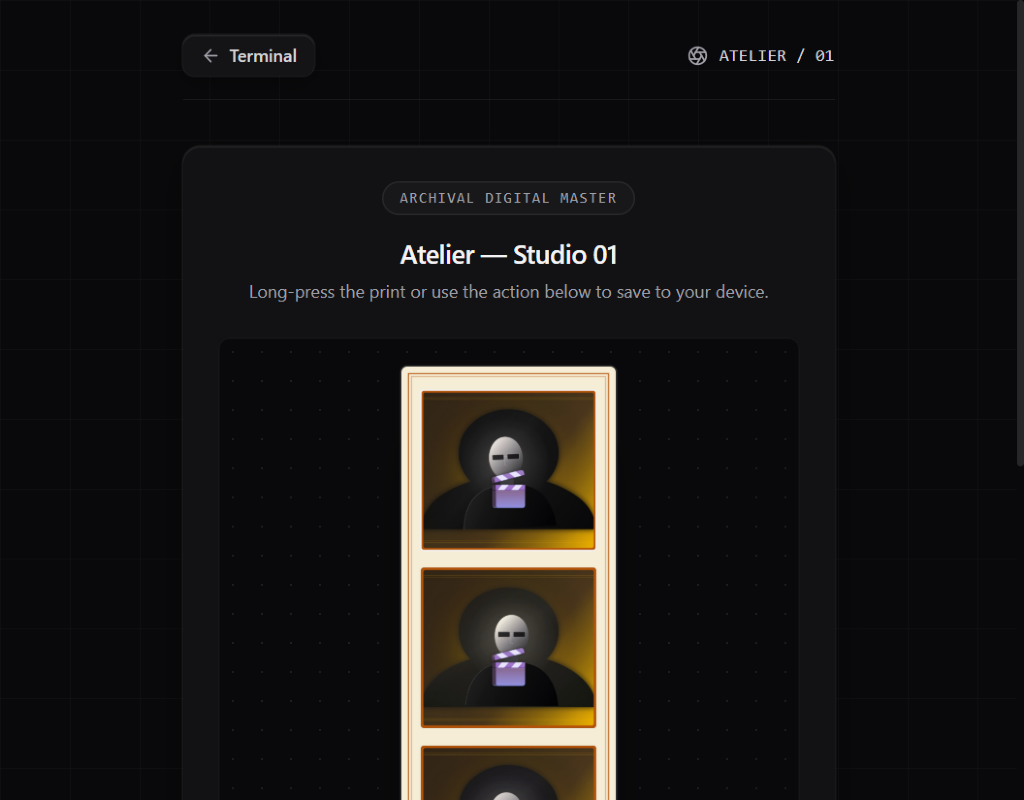 Terminal
ATELIER / 01
ARCHIVAL DIGITAL MASTER
Atelier — Studio 01
Long-press the print or use the action below to save to your device.